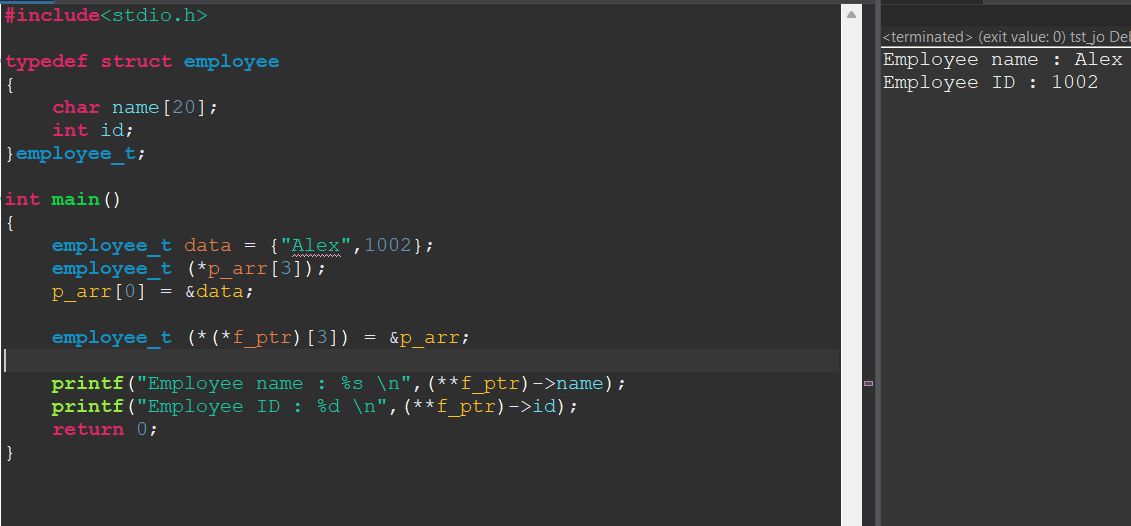 #include<stdio.h>
typedef struct employee
{
char name[20];
int id;
}employee_t;
int main()
{
employee_t data = {"Alex",1002};
employee_t (*p_arr[3]);
p_arr[0] = &data;
employee_t (*(*f_ptr)[3]) = &p_arr;
printf("Employee name : %s \n",(**f_ptr)->name);
printf("Employee ID : %d \n",(**f_ptr)->id);
return 0;
}
<terminated> (exit value: 0) tst_jo Deb
Employee name : Alex
Employee ID : 1002